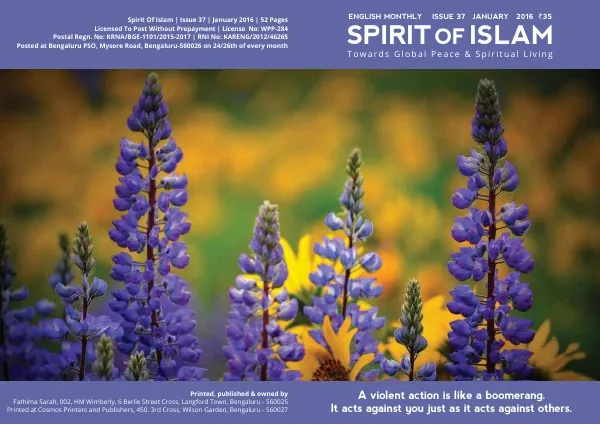 Spirit Of Islam | Issue 37 | January 2016 | 52 Pages
Licensed To Post Without Prepayment | License No: WPP-284
Postal Regn. No: KRNA/BGE-1101/2015-2017 | RNI No: KARENG/2012/46265
Posted at Bengaluru PSO, Mysore Road, Bengaluru-560026 on 24/26th of every month
ENGLISH MONTHLY ISSUE 37 JANUARY 2016 ₹35
SPIRIT OF ISLAM
Towards Global Peace & Spiritual Living
Printed, published & owned by
Fathima Sarah, 002, HM Wimberly, 6 Berlie Street Cross, Langford Town, Bengaluru - 560025
Printed at Cosmos Printers and Publishers, 450. 3rd Cross, Wilson Garden, Bengaluru - 560027
A violent action is like a boomerang.
It acts against you just as it acts against others.